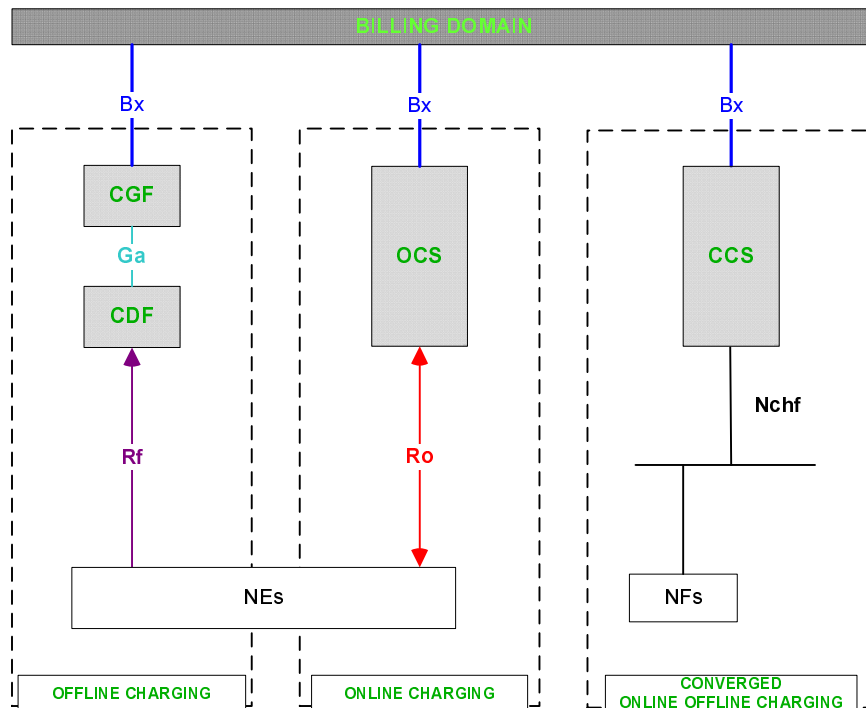 BILLING DOMAIN
Bx
Bx
Bx
CGF
OCS
CCS
Ga
CDF
Nchf
Rf
Ro
NEs
NFs
OFFLINE CHARGING
ONLINE CHARGING
CONVERGED
ONLINE OFFLINE CHARGING